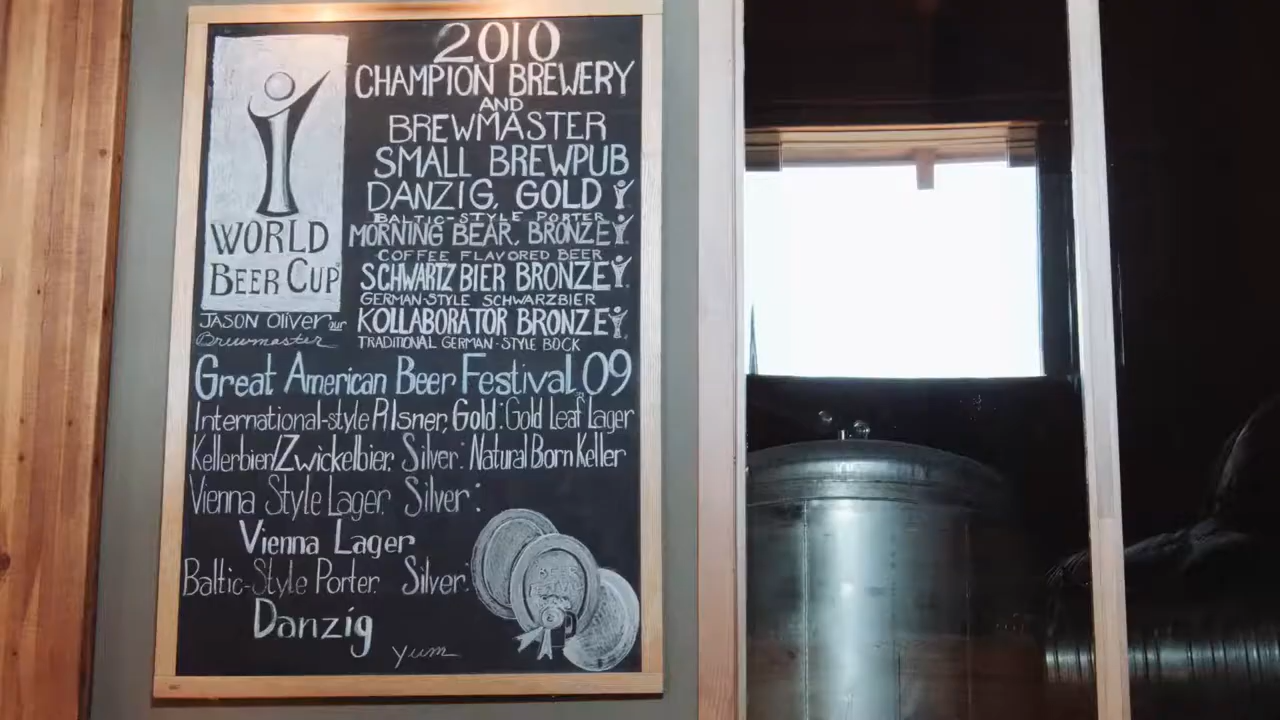 2010
CHAMPION BREWERY
AND
BREWMASTER
SMALL BREWPUB
DANZIG, GOLD
BALTIC-STYLE PORTER
MORNING BEAR, BRONZE
COFFEE FLAVORED BEER
SCHWARTZ BIER BRONZE
GERMAN-STYLE SCHWARZBIER
KOLLABORATOR BRONZE
TRADITIONAL GERMAN-STYLE BOCK
WORLD
BEER CUP
JASON Oliver our
Brewmaster
Great American Beer Festival 09
International-style Pilsner, Gold: Gold Leaf Lager
Kellerbier/Zwickelbier, Silver: Natural Born Keller
Vienna Style Lager, Silver:
Vienna Lager
Baltic-Style Porter, Silver:
Danzig
Yum